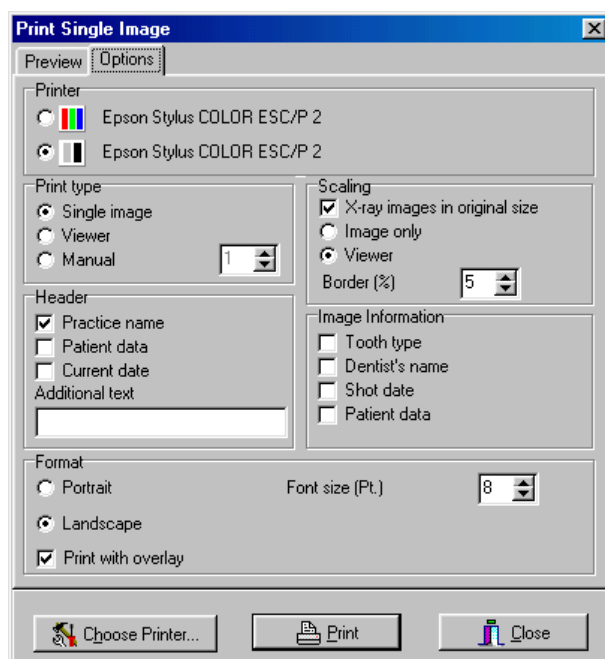 Print Single Image
Preview Options
Printer
Epson Stylus COLOR ESC/P 2
Epson Stylus COLOR ESC/P 2
Print type
Single image
Viewer
Manual 1
Scaling
X-ray images in original size
Image only
Viewer
Border (%) 5
Header
Practice name
Patient data
Current date
Additional text
Image Information
Tooth type
Dentist's name
Shot date
Patient data
Format
Portrait Font size (Pt.) 8
Landscape
Print with overlay
Choose Printer... Print Close